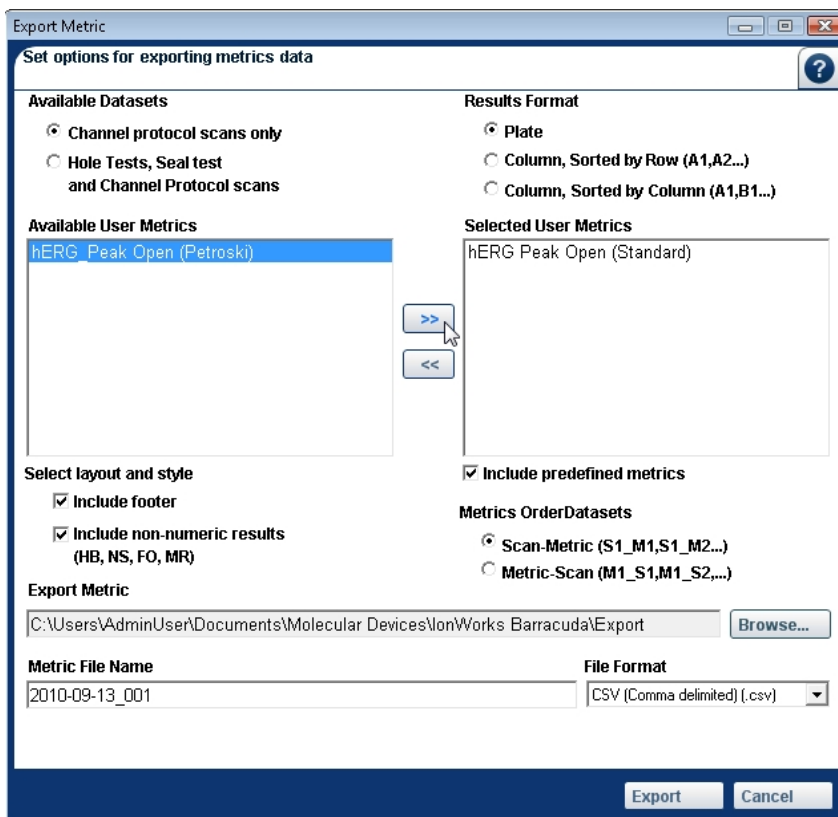 Export Metric
Set options for exporting metrics data
?
Available Datasets
Channel protocol scans only
Hole Tests, Seal test
and Channel Protocol scans
Results Format
Plate
Column, Sorted by Row (A1,A2...)
Column, Sorted by Column (A1,B1...)
Available User Metrics
hERG_Peak Open (Petroski)
>>
<<
Selected User Metrics
hERG Peak Open (Standard)
Select layout and style
Include footer
Include non-numeric results
(HB, NS, FO, MR)
Include predefined metrics
Metrics OrderDatasets
Scan-Metric (S1_M1,S1_M2...)
Metric-Scan (M1_S1,M1_S2,...)
Export Metric
C:\Users\AdminUser\Documents\Molecular Devices\IonWorks Barracuda\Export
Browse...
Metric File Name
2010-09-13_001
File Format
CSV (Comma delimited) (.csv)
Export
Cancel